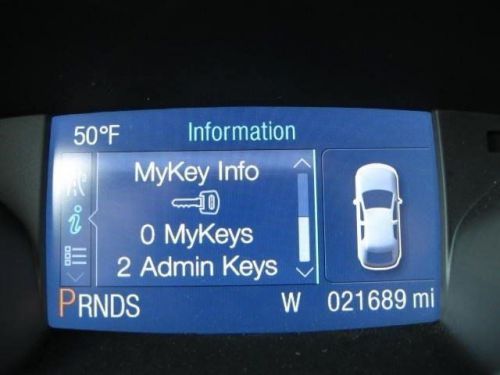 50°F Information
MyKey Info
0 MyKeys
2 Admin Keys
PRNDS W 021689 mi